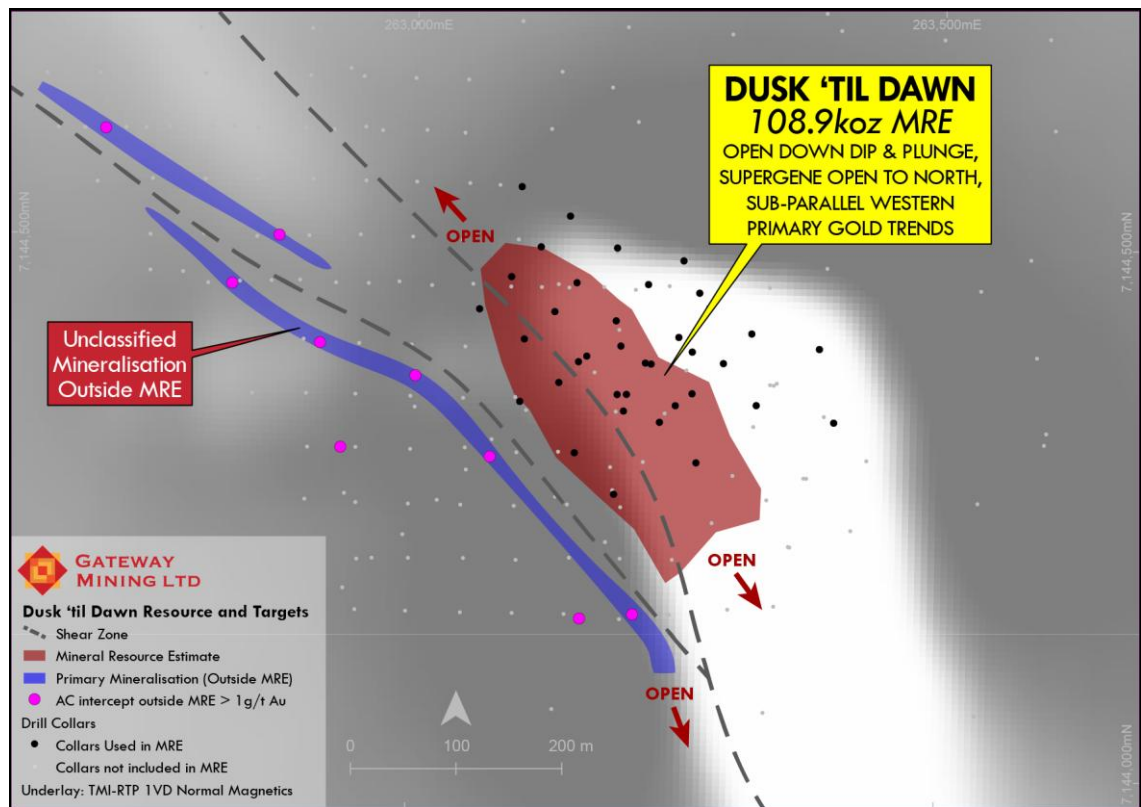 263,000mE
263,500mE
DUSK ‘TIL DAWN
108.9koz MRE
OPEN DOWN DIP & PLUNGE,
SUPERGENE OPEN TO NORTH,
SUB-PARALLEL WESTERN
PRIMARY GOLD TRENDS
7,144,500mN
7,144,500mN
OPEN
Unclassified
Mineralisation
Outside MRE
OPEN
OPEN
GATEWAY
MINING LTD
Dusk ‘til Dawn Resource and Targets
Shear Zone
Mineral Resource Estimate
Primary Mineralisation (Outside MRE)
AC intercept outside MRE > 1g/t Au
Drill Collars
Collars Used in MRE
Collars not included in MRE
Underlay: TMI-RTP 1VD Normal Magnetics
0 100 200 m
7,144,000mN